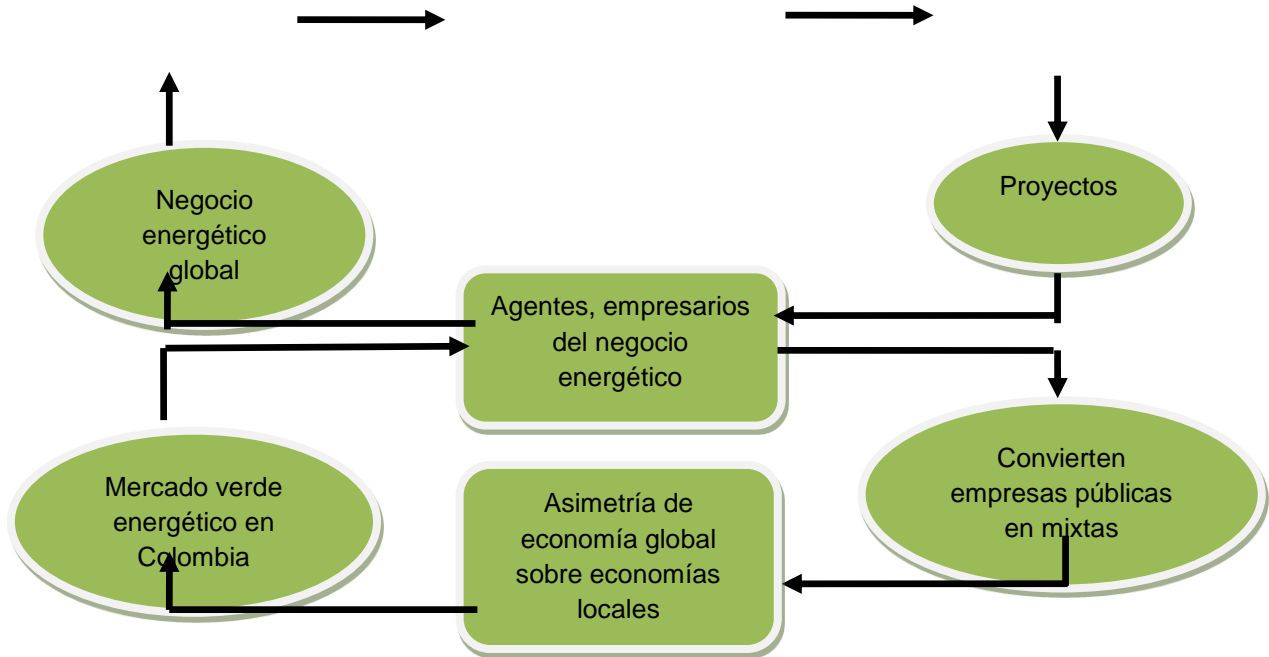 Negocio
energético
global
Proyectos
Agentes, empresarios
del negocio
energético
Mercado verde
energético en
Colombia
Asimetría de
economía global
sobre economías
locales
Convierten
empresas públicas
en mixtas